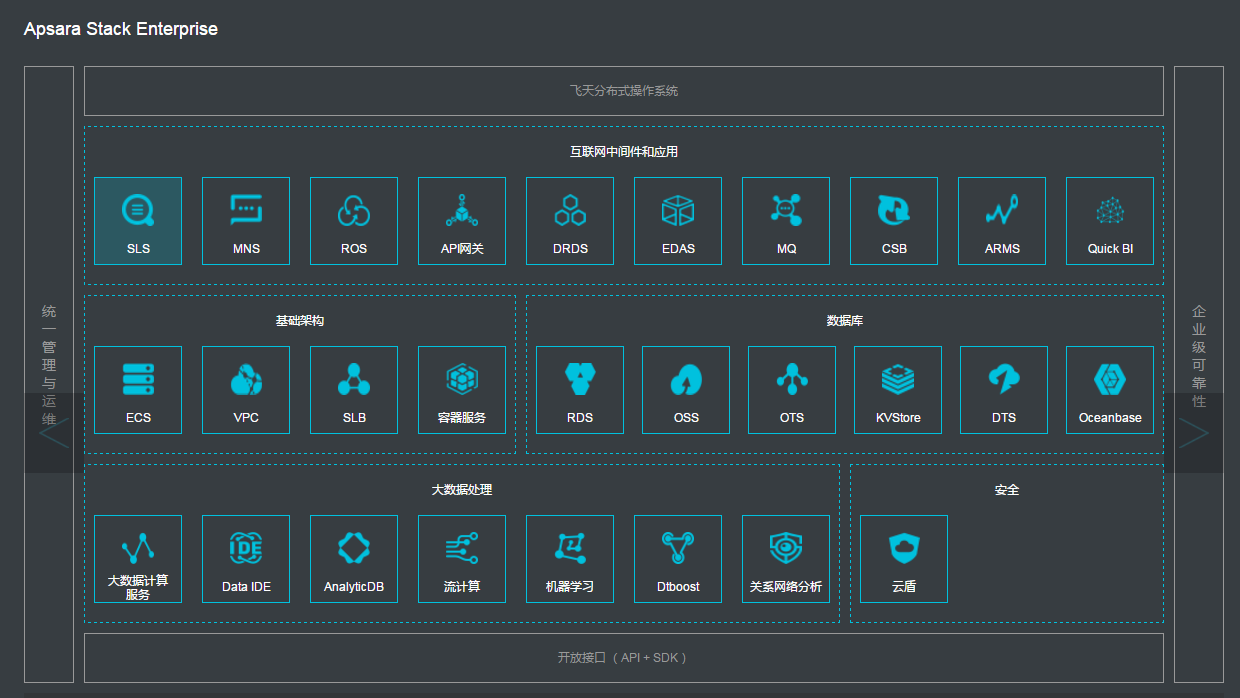 Apsara Stack Enterprise
飞天分布式操作系统
统一管理与运维
互联网中间件和应用
SLS
MNS
ROS
API网关
DRDS
EDAS
MQ
CSB
ARMS
Quick BI
基础架构
ECS
VPC
SLB
容器服务
数据库
RDS
OSS
OTS
KVStore
DTS
Oceanbase
大数据处理
大数据计算
服务
IDE
Data IDE
AnalyticDB
流计算
机器学习
Dtboost
关系网络分析
安全
云盾
企业级可靠性
开放接口（API + SDK）